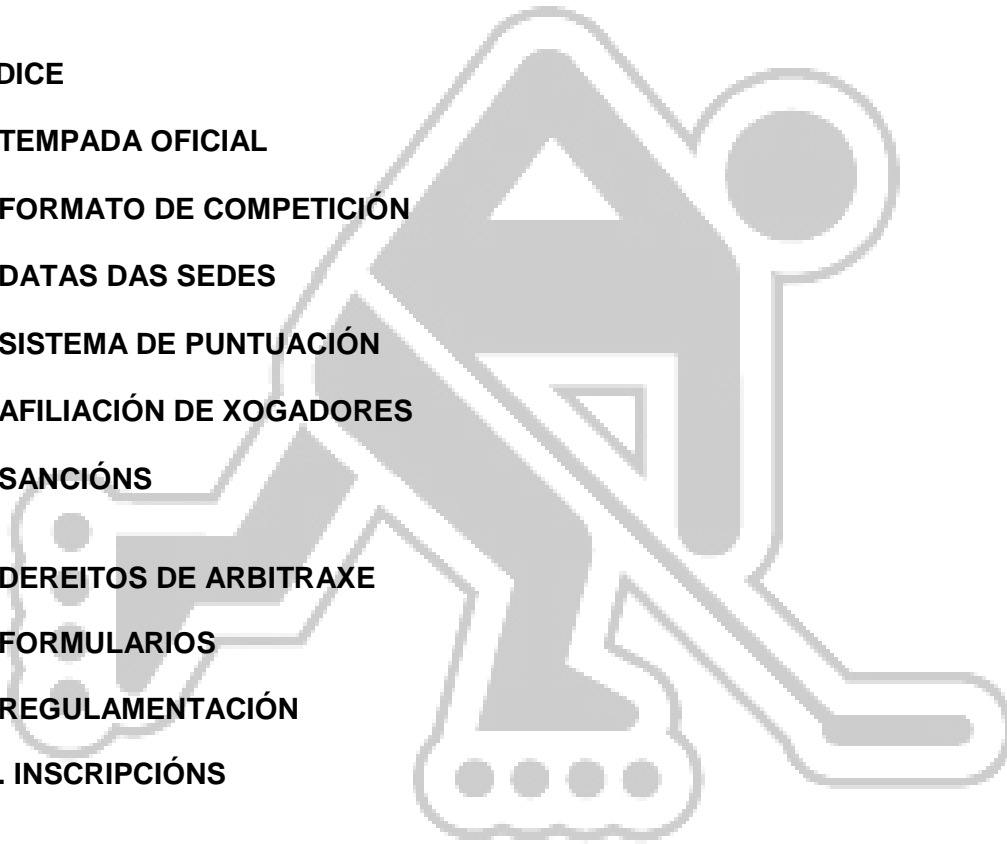 DICE
TEMPADA OFICIAL
FORMATO DE COMPETICIÓN
DATAS DAS SEDES
SISTEMA DE PUNTUACIÓN
AFILIACIÓN DE XOGADORES
SANCIÓNS
DEREITOS DE ARBITRAXE
FORMULARIOS
REGULAMENTACIÓN
. INSCRIPCIÓNS